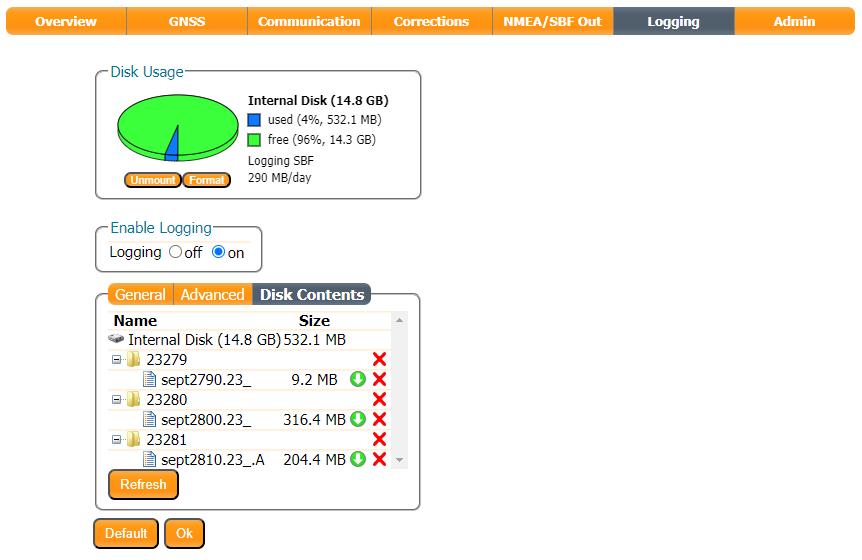 Overview GNSS Communication Corrections NMEA/SBF Out Logging Admin
Disk Usage
Internal Disk (14.8 GB)
used (4%, 532.1 MB)
free (96%, 14.3 GB)
Logging SBF
290 MB/day
Unmount Format
Enable Logging
Logging off on
General Advanced Disk Contents
Name Size
Internal Disk (14.8 GB) 532.1 MB
23279
sept2790.23_ 9.2 MB
23280
sept2800.23_ 316.4 MB
23281
sept2810.23_.A 204.4 MB
Refresh
Default Ok